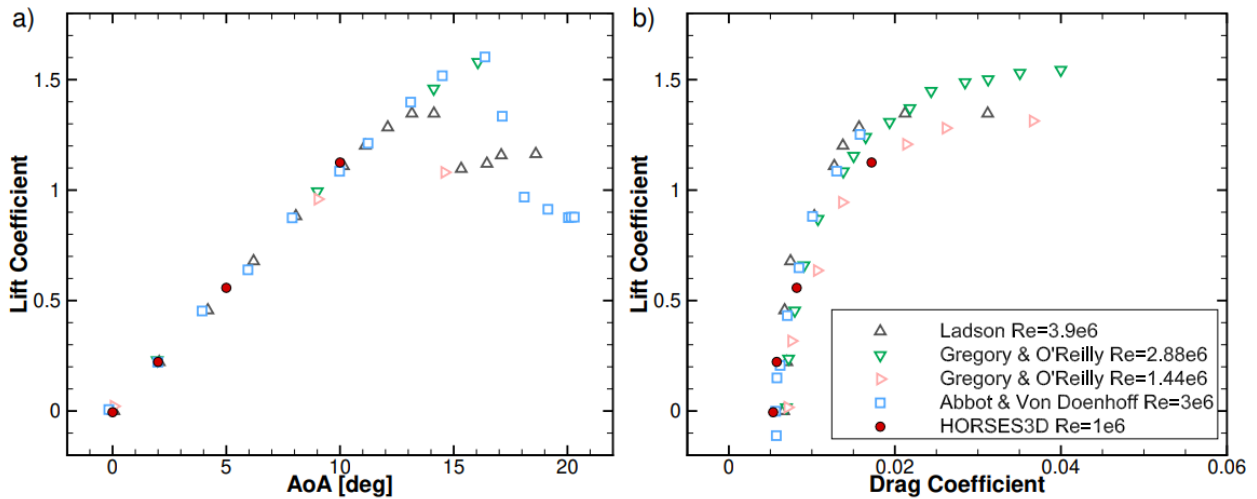 a)
Lift Coefficient
1.5
1
0.5
0
0
5
10
15
20
AoA [deg]
b)
Lift Coefficient
1.5
1
0.5
0
0
0.02
0.04
0.06
Drag Coefficient
Ladson Re=3.9e6
Gregory & O'Reilly Re=2.88e6
Gregory & O'Reilly Re=1.44e6
Abbot & Von Doenhoff Re=3e6
HORSES3D Re=1e6